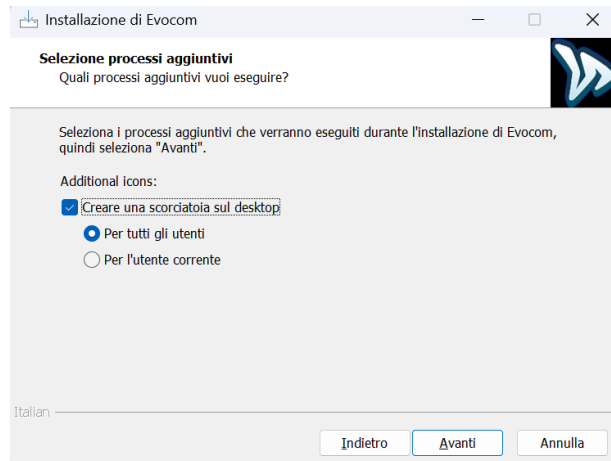 Installazione di Evocom
Selezione processi aggiuntivi
Quali processi aggiuntivi vuoi eseguire?
Seleziona i processi aggiuntivi che verranno eseguiti durante l'installazione di Evocom,
quindi seleziona "Avanti".
Additional icons:
Creare una scorciatoia sul desktop
Per tutti gli utenti
Per l'utente corrente
Italian
Indietro Avanti Annulla